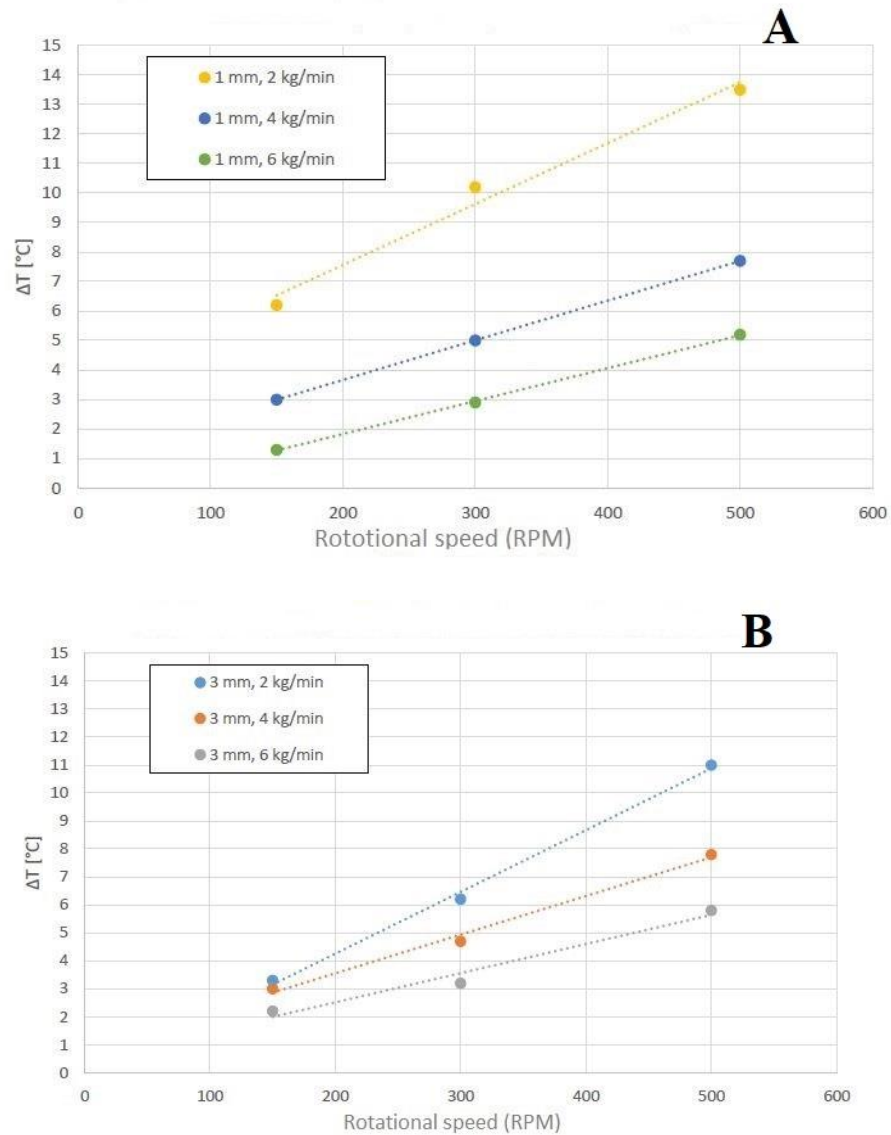 A
15
14
13
12
11
10
9
8
7
6
5
4
3
2
1
0
ΔT [°C]
1 mm, 2 kg/min
1 mm, 4 kg/min
1 mm, 6 kg/min
0 100 200 300 400 500 600
Rototional speed (RPM)
B
15
14
13
12
11
10
9
8
7
6
5
4
3
2
1
0
ΔT [°C]
3 mm, 2 kg/min
3 mm, 4 kg/min
3 mm, 6 kg/min
0 100 200 300 400 500 600
Rotational speed (RPM)